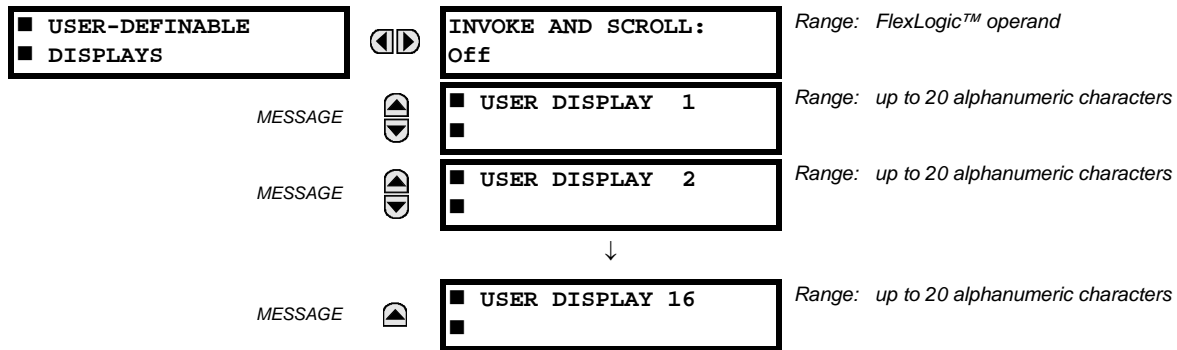 ■ USER-DEFINABLE
■ DISPLAYS
INVOKE AND SCROLL:
Off
Range: FlexLogic™ operand
MESSAGE
■ USER DISPLAY 1
■
Range: up to 20 alphanumeric characters
MESSAGE
■ USER DISPLAY 2
■
Range: up to 20 alphanumeric characters
↓
MESSAGE
■ USER DISPLAY 16
■
Range: up to 20 alphanumeric characters